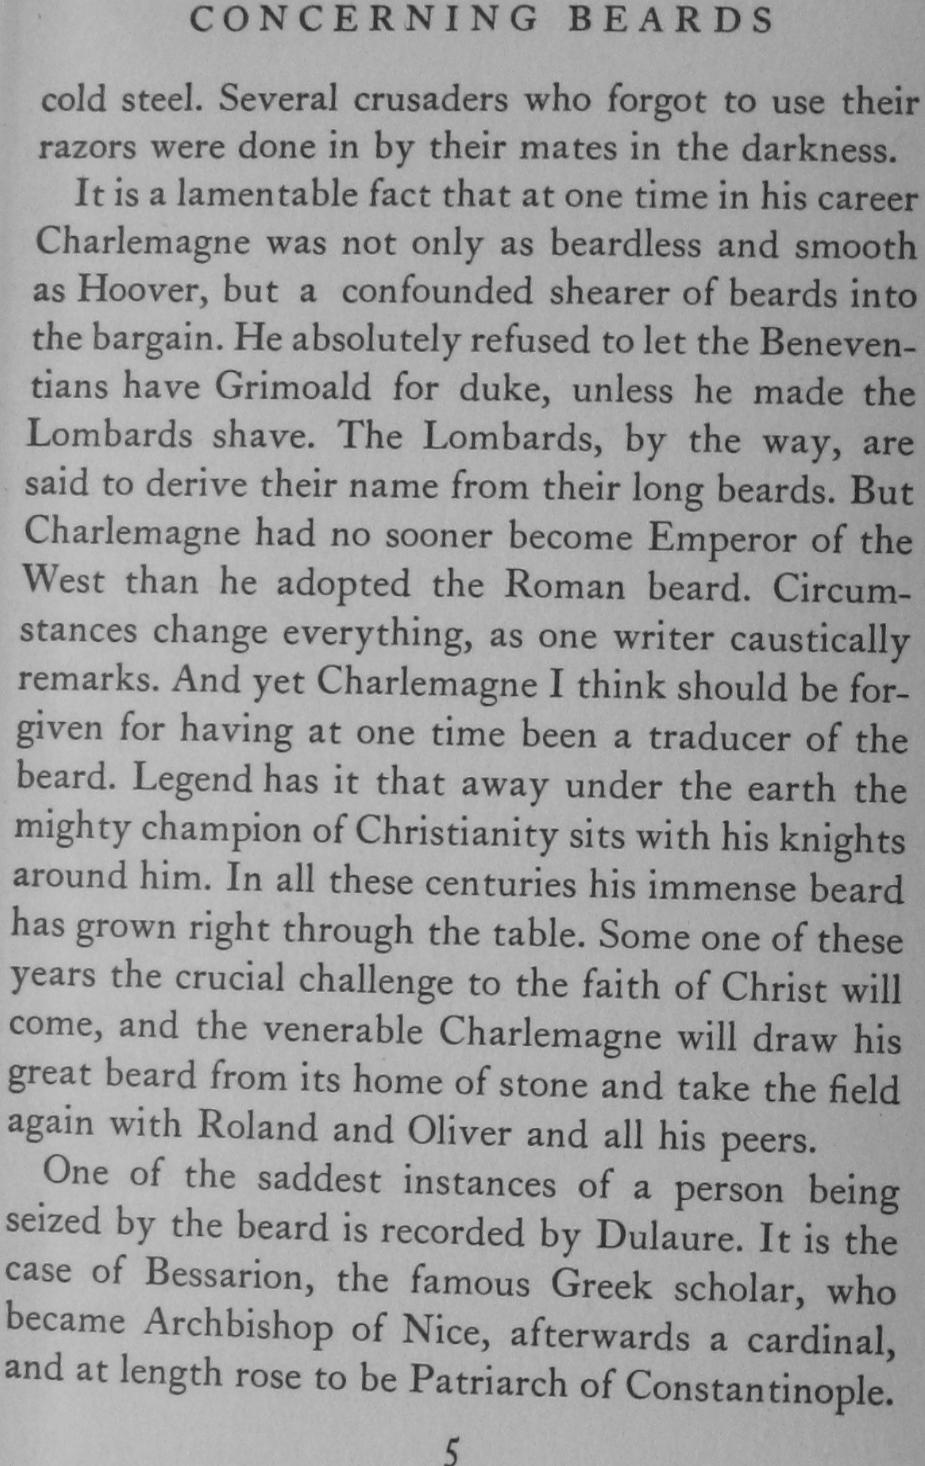 CONCERNING BEARDS
cold steel. Several crusaders who forgot to use their
razors were done in by their mates in the darkness.
It is a lamentable fact that at one time in his career
Charlemagne was not only as beardless and smooth
as Hoover, but a confounded shearer of beards into
the bargain. He absolutely refused to let the Beneven-
tians have Grimoald for duke, unless he made the
Lombards shave. The Lombards, by the way, are
said to derive their name from their long beards. But
Charlemagne had no sooner become Emperor of the
West than he adopted the Roman beard. Circum-
stances change everything, as one writer caustically
remarks. And yet Charlemagne I think should be for-
given for having at one time been a traducer of the
beard. Legend has it that away under the earth the
mighty champion of Christianity sits with his knights
around him. In all these centuries his immense beard
has grown right through the table. Some one of these
years the crucial challenge to the faith of Christ will
come, and the venerable Charlemagne will draw his
great beard from its home of stone and take the field
again with Roland and Oliver and all his peers.
One of the saddest instances of a person being
seized by the beard is recorded by Dulaure. It is the
case of Bessarion, the famous Greek scholar, who
became Archbishop of Nice, afterwards a cardinal,
and at length rose to be Patriarch of Constantinople.
5